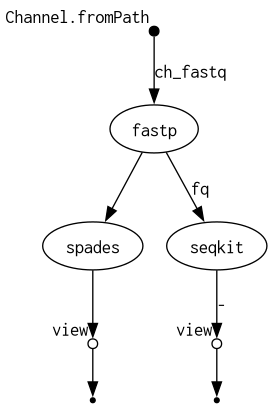 Channel.fromPath
ch_fastq
fastp
fq
spades
seqkit
-
view
view